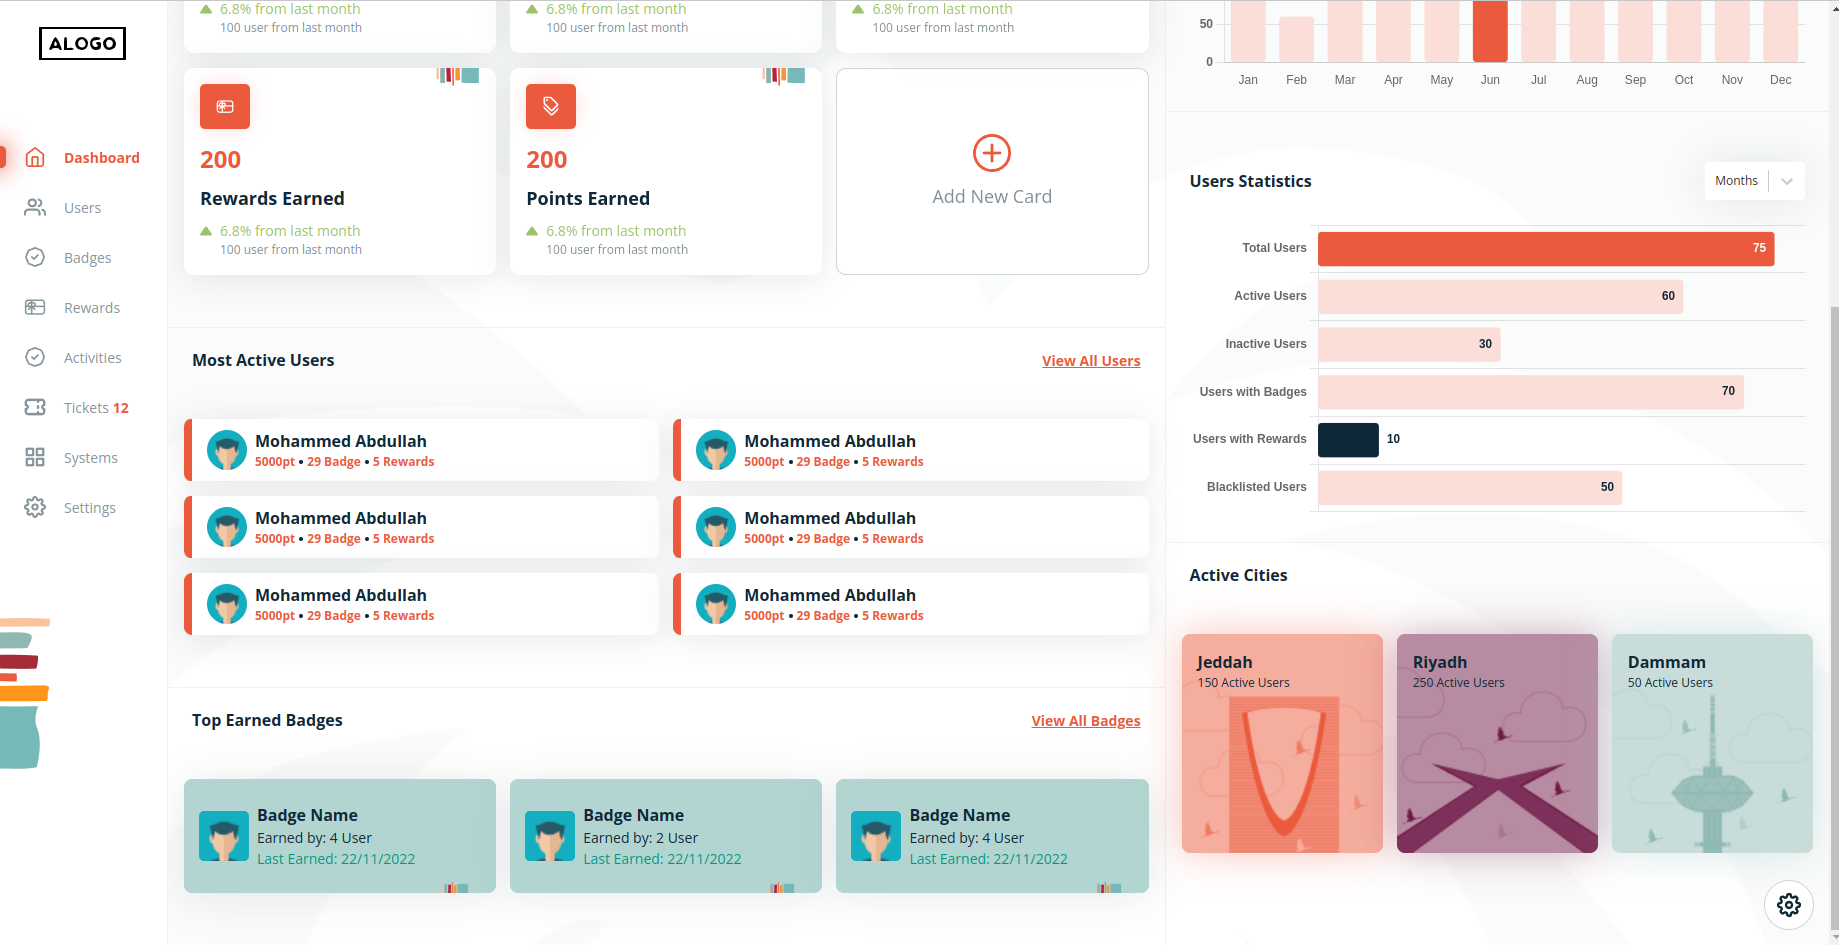 ALOGO
Dashboard
Users
Badges
Rewards
Activities
Tickets 12
Systems
Settings
6.8% from last month
100 user from last month
6.8% from last month
100 user from last month
6.8% from last month
100 user from last month
200
Rewards Earned
6.8% from last month
100 user from last month
200
Points Earned
6.8% from last month
100 user from last month
Add New Card
Most Active Users
View All Users
Mohammed Abdullah
5000pt • 29 Badge • 5 Rewards
Mohammed Abdullah
5000pt • 29 Badge • 5 Rewards
Mohammed Abdullah
5000pt • 29 Badge • 5 Rewards
Mohammed Abdullah
5000pt • 29 Badge • 5 Rewards
Mohammed Abdullah
5000pt • 29 Badge • 5 Rewards
Mohammed Abdullah
5000pt • 29 Badge • 5 Rewards
Top Earned Badges
View All Badges
Badge Name
Earned by: 4 User
Last Earned: 22/11/2022
Badge Name
Earned by: 2 User
Last Earned: 22/11/2022
Badge Name
Earned by: 4 User
Last Earned: 22/11/2022
50
0
Jan Feb Mar Apr May Jun Jul Aug Sep Oct Nov Dec
Users Statistics
Months
Total Users 75
Active Users 60
Inactive Users 30
Users with Badges 70
Users with Rewards 10
Blacklisted Users 50
Active Cities
Jeddah
150 Active Users
Riyadh
250 Active Users
Dammam
50 Active Users